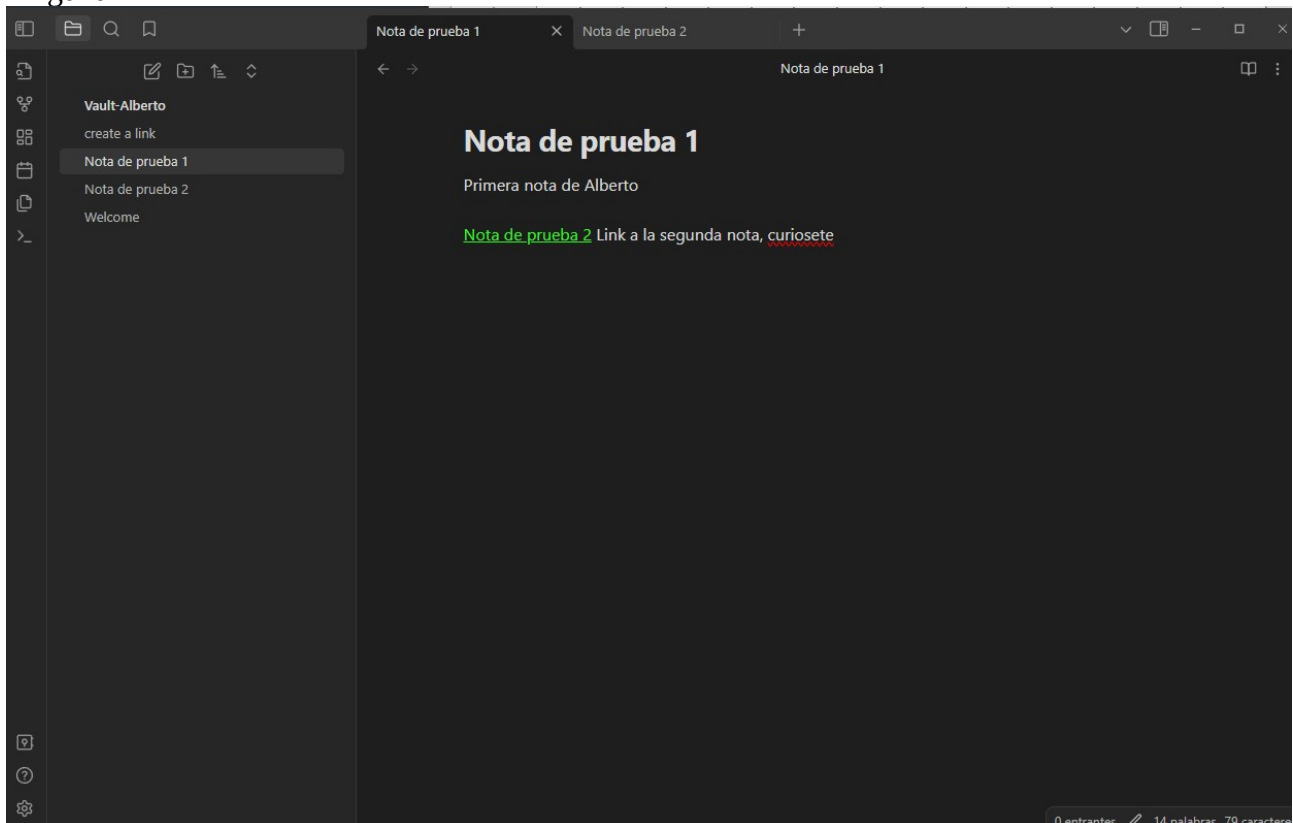 Nota de prueba 1
Nota de prueba 2
Nota de prueba 1
Vault-Alberto
create a link
Nota de prueba 1
Nota de prueba 2
Welcome
Nota de prueba 1
Primera nota de Alberto
Nota de prueba 2 Link a la segunda nota, curiosete
0 entrantes 14 palabras 79 caractere